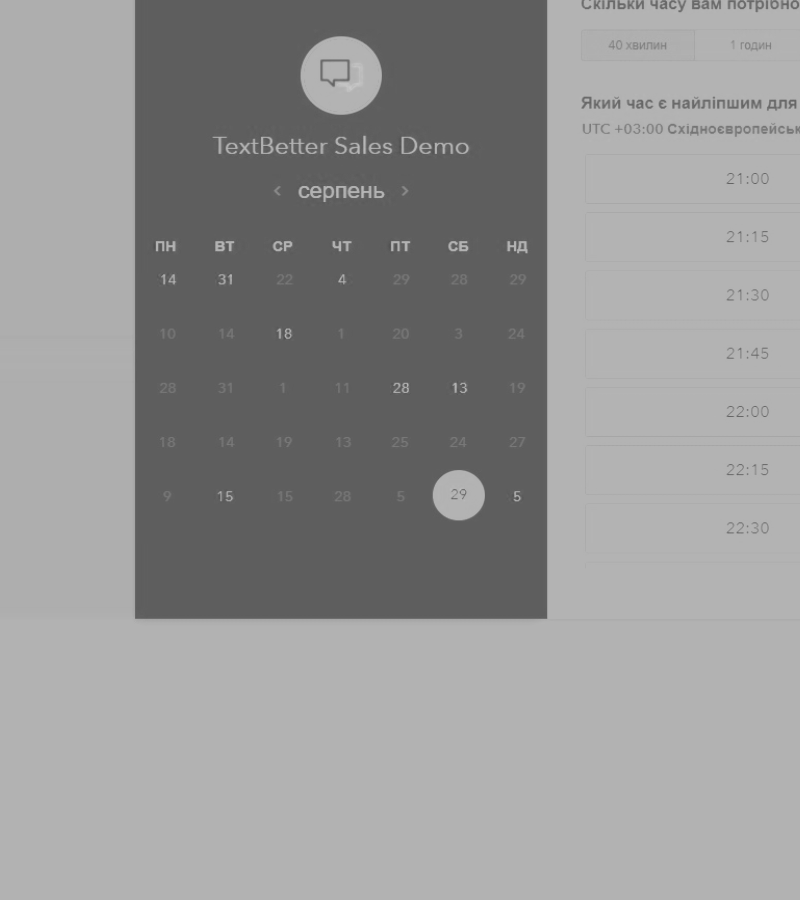 TextBetter Sales Demo
< серпень >
ПН ВТ СР ЧТ ПТ СБ НД
14 31 22 4 29 28 29
10 14 18 1 20 3 24
28 31 1 11 28 13 19
18 14 19 13 25 24 27
9 15 15 28 5 29 5
Скільки часу вам потрібно
40 хвилин 1 годин
Який час є найліпшим для
UTC +03:00 Східноєвропейськ
21:00
21:15
21:30
21:45
22:00
22:15
22:30